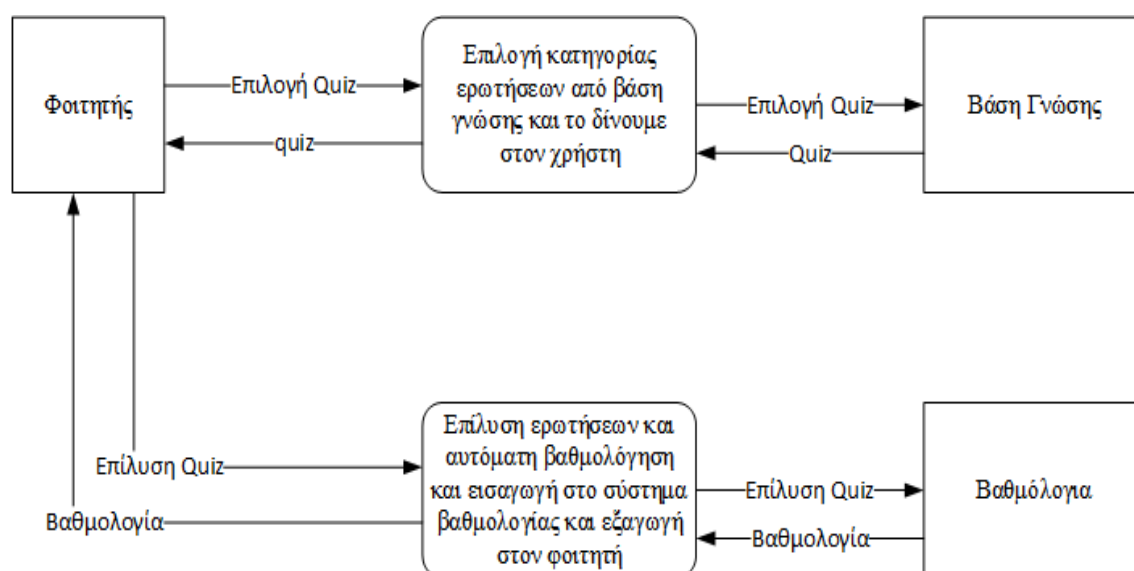 Φοιτητής
Επιλογή Quiz
quiz
Επιλογή κατηγορίας
ερωτήσεων από βάση
γνώσης και το δίνουμε
στον χρήστη
Επιλογή Quiz
Quiz
Βάση Γνώσης
Επίλυση Quiz
Βαθμολογία
Επίλυση ερωτήσεων και
αυτόματη βαθμολόγηση
και εισαγωγή στο σύστημα
βαθμολογίας και εξαγωγή
στον φοιτητή
Επίλυση Quiz
Βαθμολογία
Βαθμόλογια